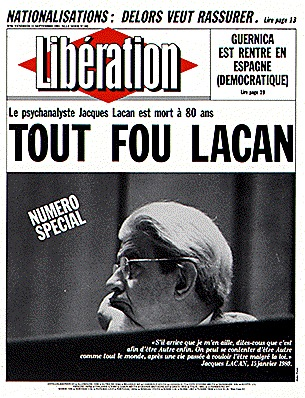 NATIONALISATIONS: DELORS VEUT RASSURER. Lire page 13
Libération
GUERNICA
EST RENTRE EN
ESPAGNE
(DEMOCRATIQUE)
Lire page 19
Le psychanalyste Jacques Lacan est mort à 80 ans
TOUT FOU LACAN
NUMERO
SPECIAL
«S'il arrive que je m'en aille, dites-vous que c'est
afin d'être Autre enfin. On peut se contenter d'être Autre
comme tout le monde, après une vie passée à vouloir l'être malgré la loi.»
Jacques LACAN, 15 janvier 1980.